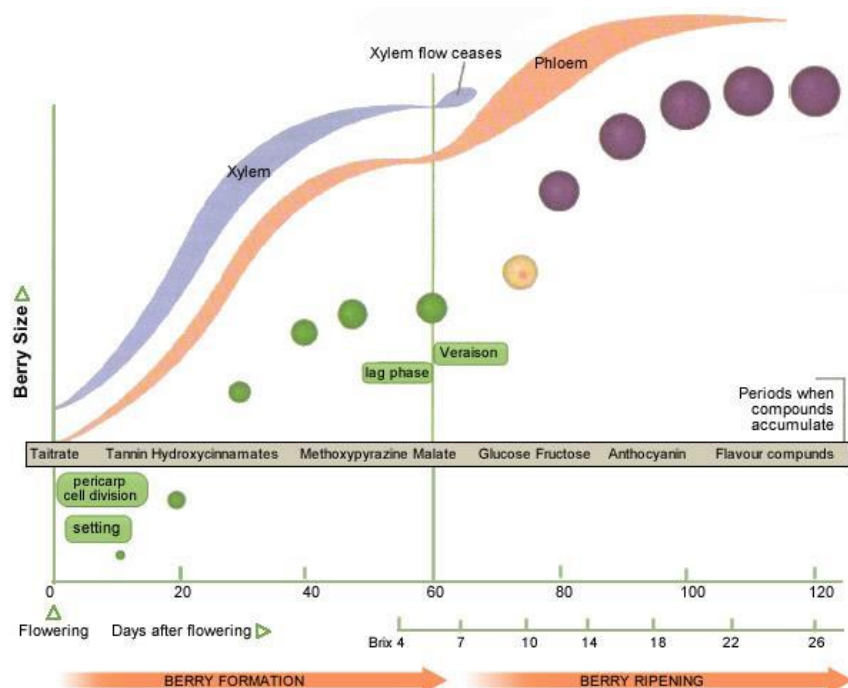 Xylem flow ceases
Phloem
Xylem
Berry Size
Veraison
lag phase
Periods when
compounds
accumulate
Taitrate Tannin Hydroxycinnamates Methoxypyrazine Malate Glucose Fructose Anthocyanin Flavour compunds
pericarp
cell division
setting
0 20 40 60 80 100 120
Flowering Days after flowering
Brix 4 7 10 14 18 22 26
BERRY FORMATION BERRY RIPENING